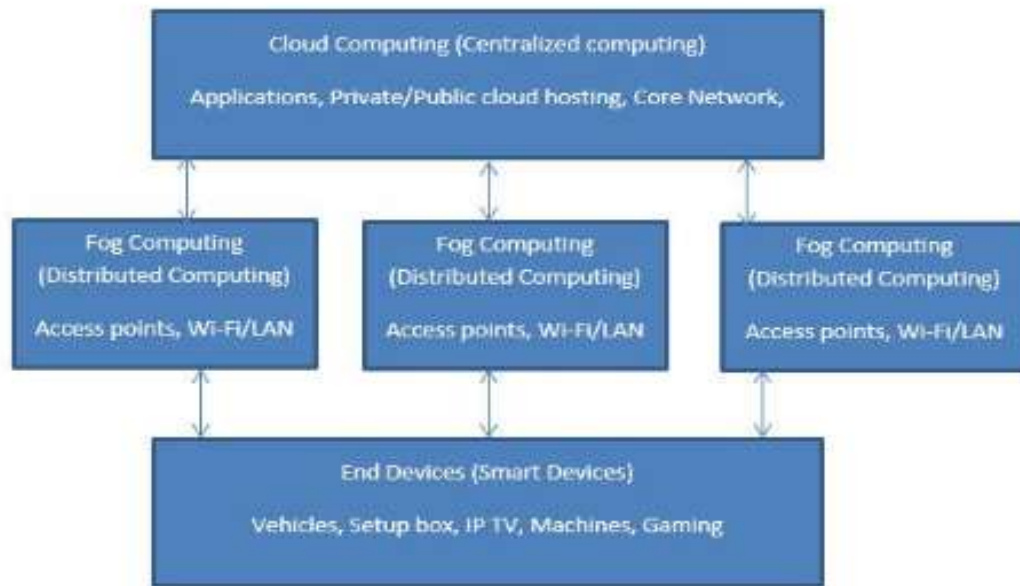 Cloud Computing (Centralized computing)
Applications, Private/Public cloud hosting, Core Network,
Fog Computing
(Distributed Computing)
Access points, Wi-Fi/LAN
Fog Computing
(Distributed Computing)
Access points, Wi-Fi/LAN
Fog Computing
(Distributed Computing)
Access points, Wi-Fi/LAN
End Devices (Smart Devices)
Vehicles, Setup box, IP TV, Machines, Gaming